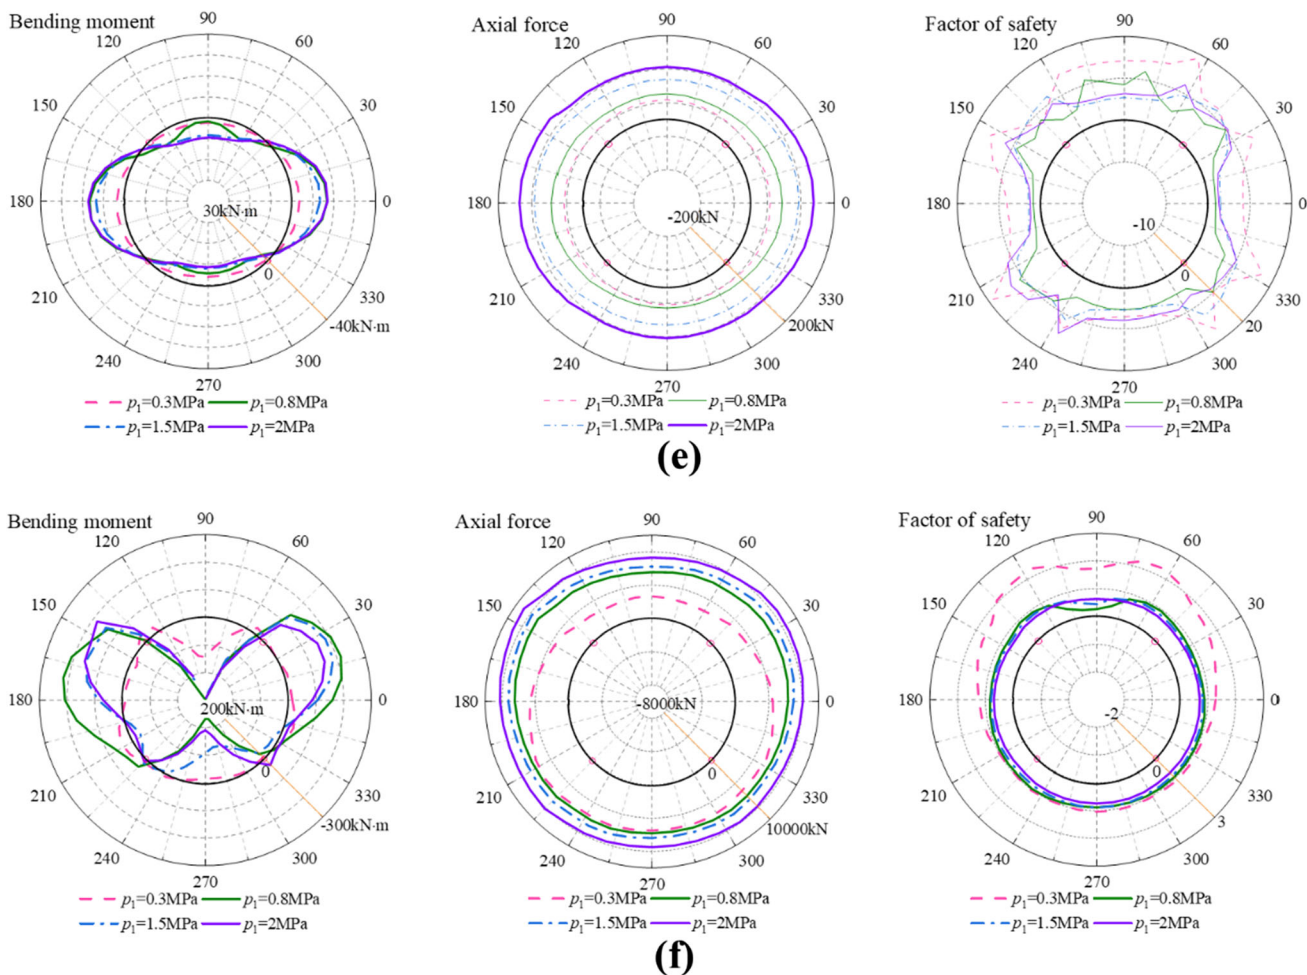 Bending moment
90
120
60
150
30
180
0
210
330
240
300
270
30kN·m
0
-40kN·m
p1=0.3MPa p1=0.8MPa
p1=1.5MPa p1=2MPa
Axial force
90
120
60
150
30
180
0
210
330
240
300
270
-200kN
0
200kN
p1=0.3MPa p1=0.8MPa
p1=1.5MPa p1=2MPa
Factor of safety
90
120
60
150
30
180
0
210
330
240
300
270
-10
0
20
p1=0.3MPa p1=0.8MPa
p1=1.5MPa p1=2MPa
(e)
Bending moment
90
120
60
150
30
180
0
210
330
240
300
270
200kN·m
0
-300kN·m
p1=0.3MPa p1=0.8MPa
p1=1.5MPa p1=2MPa
Axial force
90
120
60
150
30
180
0
210
330
240
300
270
-8000kN
0
10000kN
p1=0.3MPa p1=0.8MPa
p1=1.5MPa p1=2MPa
Factor of safety
90
120
60
150
30
180
0
210
330
240
300
270
-2
0
3
p1=0.3MPa p1=0.8MPa
p1=1.5MPa p1=2MPa
(f)